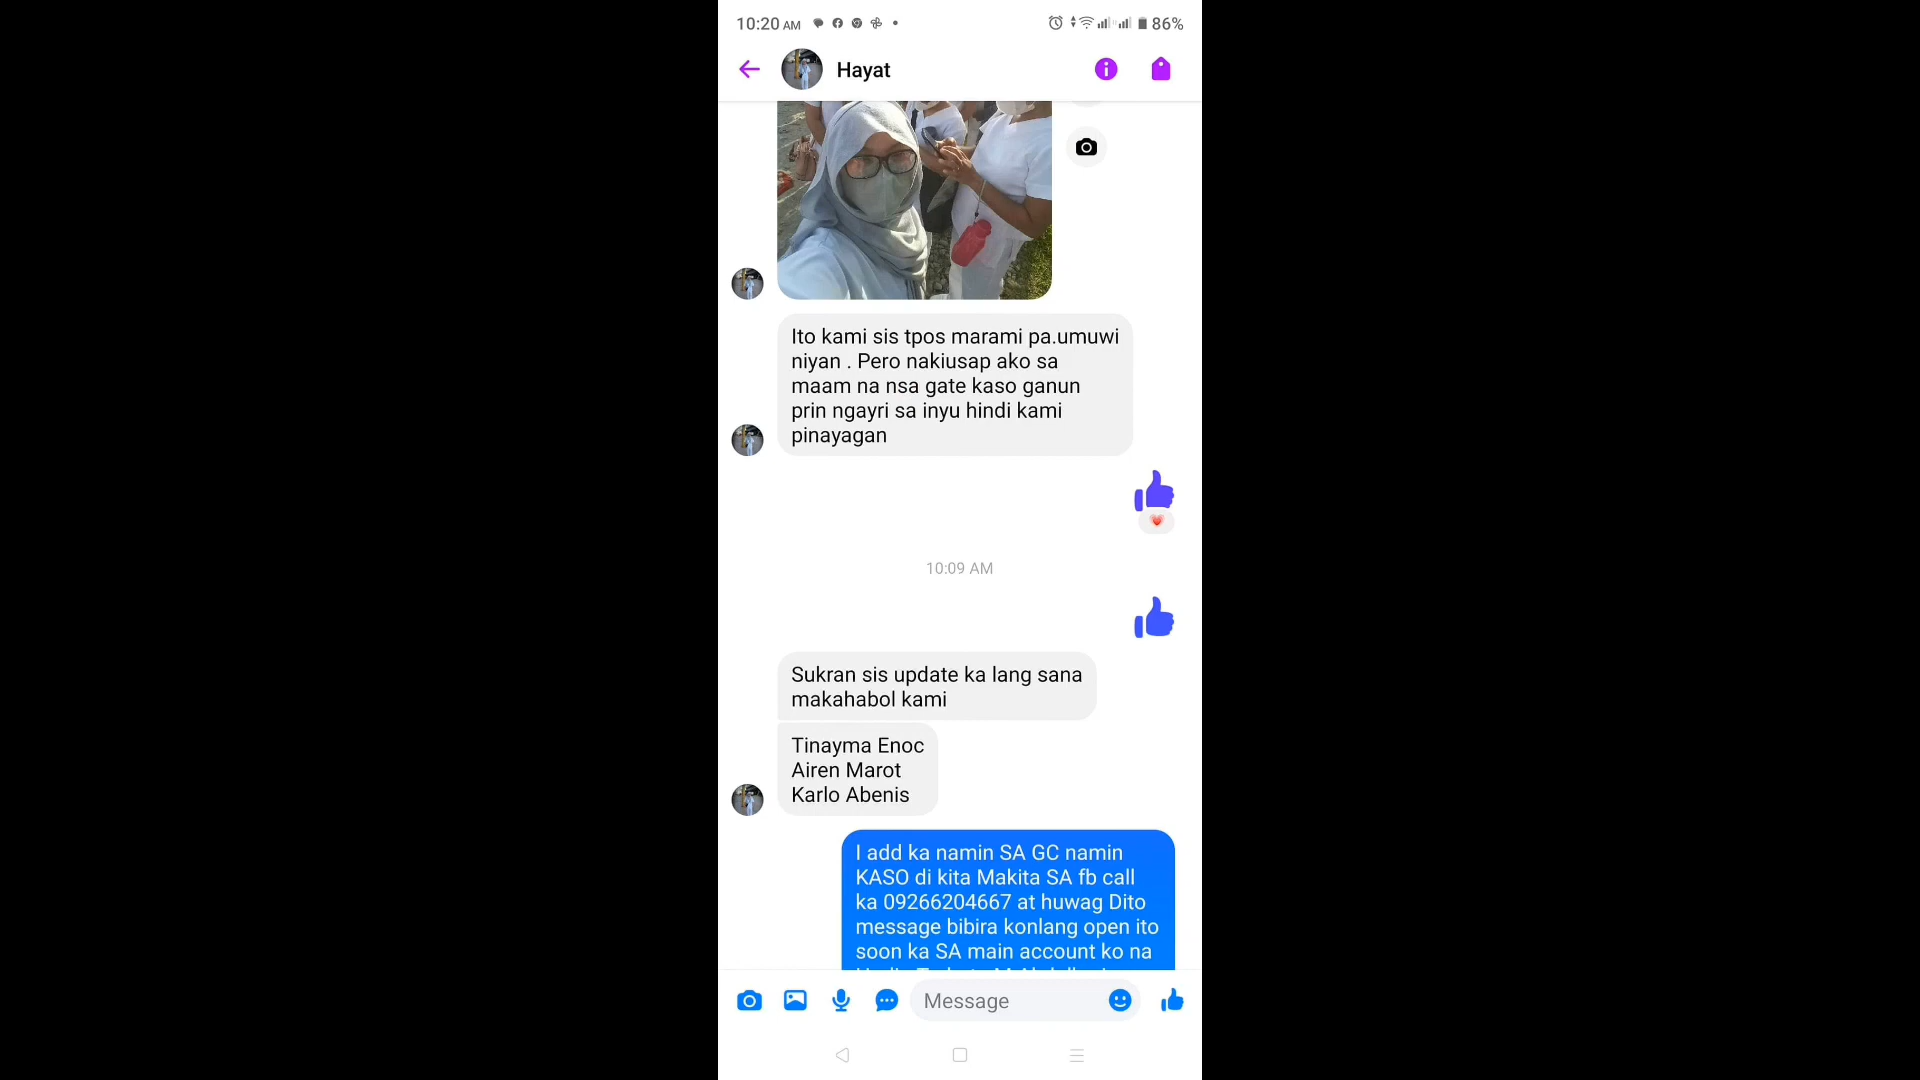 10:20 AM
86%
Hayat
Ito kami sis tpos marami pa.umuwi
niyan . Pero nakiusap ako sa
maam na nsa gate kaso ganun
prin ngayri sa inyu hindi kami
pinayagan
10:09 AM
Sukran sis update ka lang sana
makahabol kami
Tinayma Enoc
Airen Marot
Karlo Abenis
I add ka namin SA GC namin
KASO di kita Makita SA fb call
ka 09266204667 at huwag Dito
message bibira konlang open ito
soon ka SA main account ko na
Message